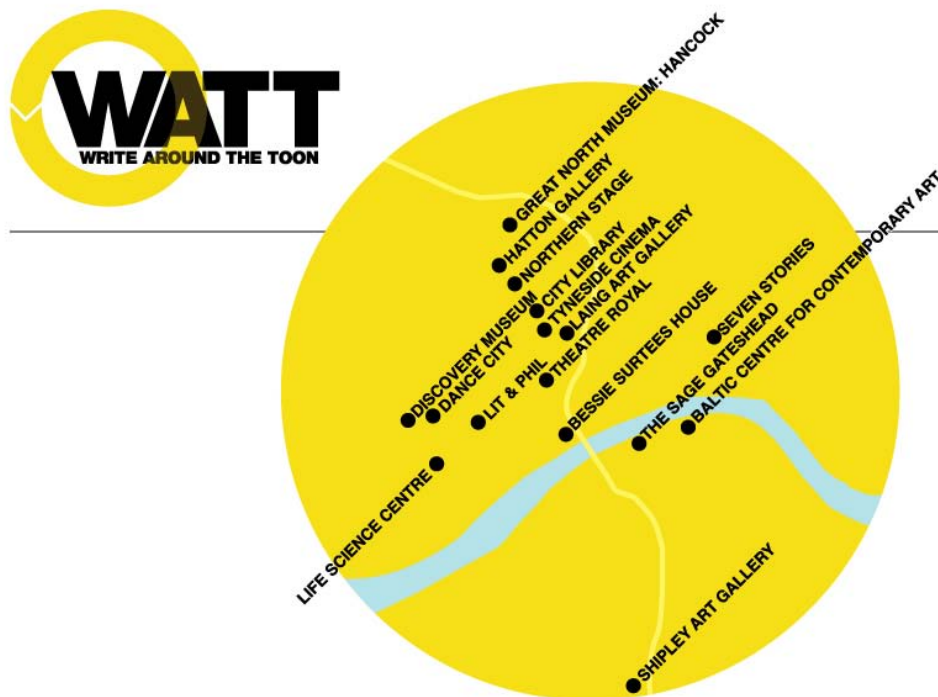 WATT
WRITE AROUND THE TOON
GREAT NORTH MUSEUM: HANCOCK
HATTON GALLERY
NORTHERN STAGE
CITY LIBRARY
TYNESIDE CINEMA
LAING ART GALLERY
THEATRE ROYAL
DISCOVERY MUSEUM
DANCE CITY
LIT & PHIL
BESSIE SURTEES HOUSE
SEVEN STORIES
THE SAGE GATESHEAD
BALTIC CENTRE FOR CONTEMPORARY ART
LIFE SCIENCE CENTRE
SHIPLEY ART GALLERY